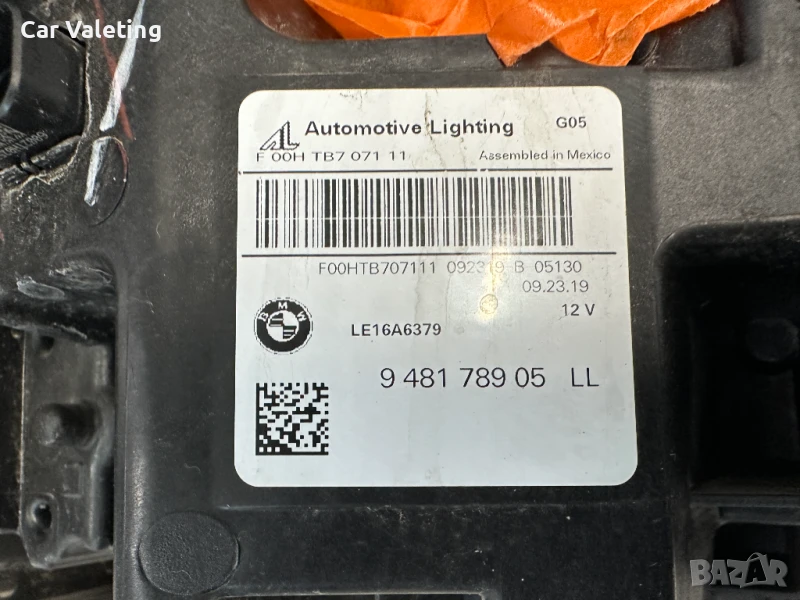 Car Valeting
AL Automotive Lighting G05
F 00H TB7 071 11 Assembled in Mexico
F00HTB707111 092319 B 05130
09.23.19
12 V
BMW
LE16A6379
9 481 789 05 LL
BAZAR